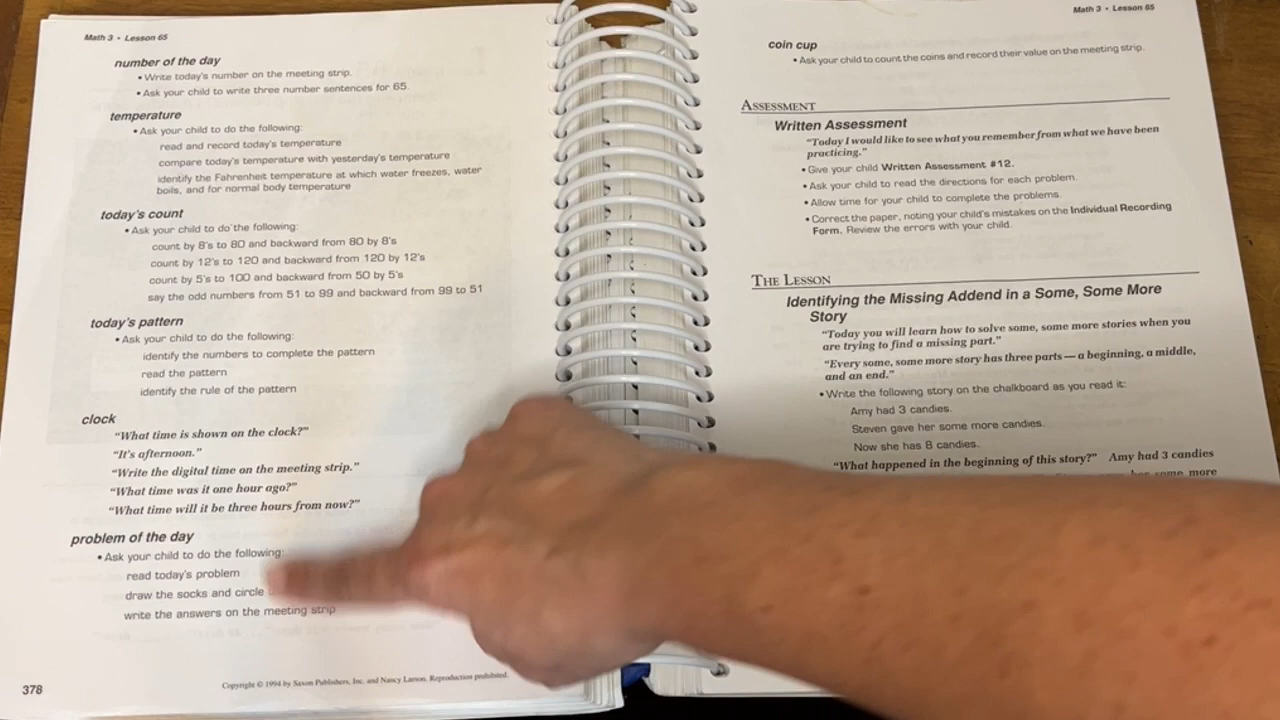 Math 3 • Lesson 65
number of the day
• Write today's number on the meeting strip.
• Ask your child to write three number sentences for 65.
temperature
• Ask your child to do the following:
read and record today's temperature
compare today's temperature with yesterday's temperature
identify the Fahrenheit temperature at which water freezes, water
boils, and for normal body temperature
today's count
• Ask your child to do the following:
count by 8's to 80 and backward from 80 by 8's
count by 12's to 120 and backward from 120 by 12's
count by 5's to 100 and backward from 50 by 5's
say the odd numbers from 51 to 99 and backward from 99 to 51
today's pattern
• Ask your child to do the following:
identify the numbers to complete the pattern
read the pattern
identify the rule of the pattern
clock
"What time is shown on the clock?"
"It's afternoon."
"Write the digital time on the meeting strip."
"What time was it one hour ago?"
"What time will it be three hours from now?"
problem of the day
• Ask your child to do the following:
read today's problem
draw the socks and circle
write the answers on the meeting strip
378
Copyright © 1994 by Saxon Publishers, Inc. and Nancy Larson. Reproduction prohibited.
Math 3 • Lesson 65
coin cup
• Ask your child to count the coins and record their value on the meeting strip.
ASSESSMENT
Written Assessment
"Today I would like to see what you remember from what we have been
practicing."
• Give your child Written Assessment #12.
• Ask your child to read the directions for each problem.
• Allow time for your child to complete the problems.
• Correct the paper, noting your child's mistakes on the Individual Recording
Form. Review the errors with your child.
THE LESSON
Identifying the Missing Addend in a Some, Some More
Story
"Today you will learn how to solve some, some more stories when you
are trying to find a missing part."
"Every some, some more story has three parts — a beginning, a middle,
and an end."
• Write the following story on the chalkboard as you read it:
Amy had 3 candies.
Steven gave her some more candies.
Now she has 8 candies.
"What happened in the beginning of this story?" Amy had 3 candies
some more